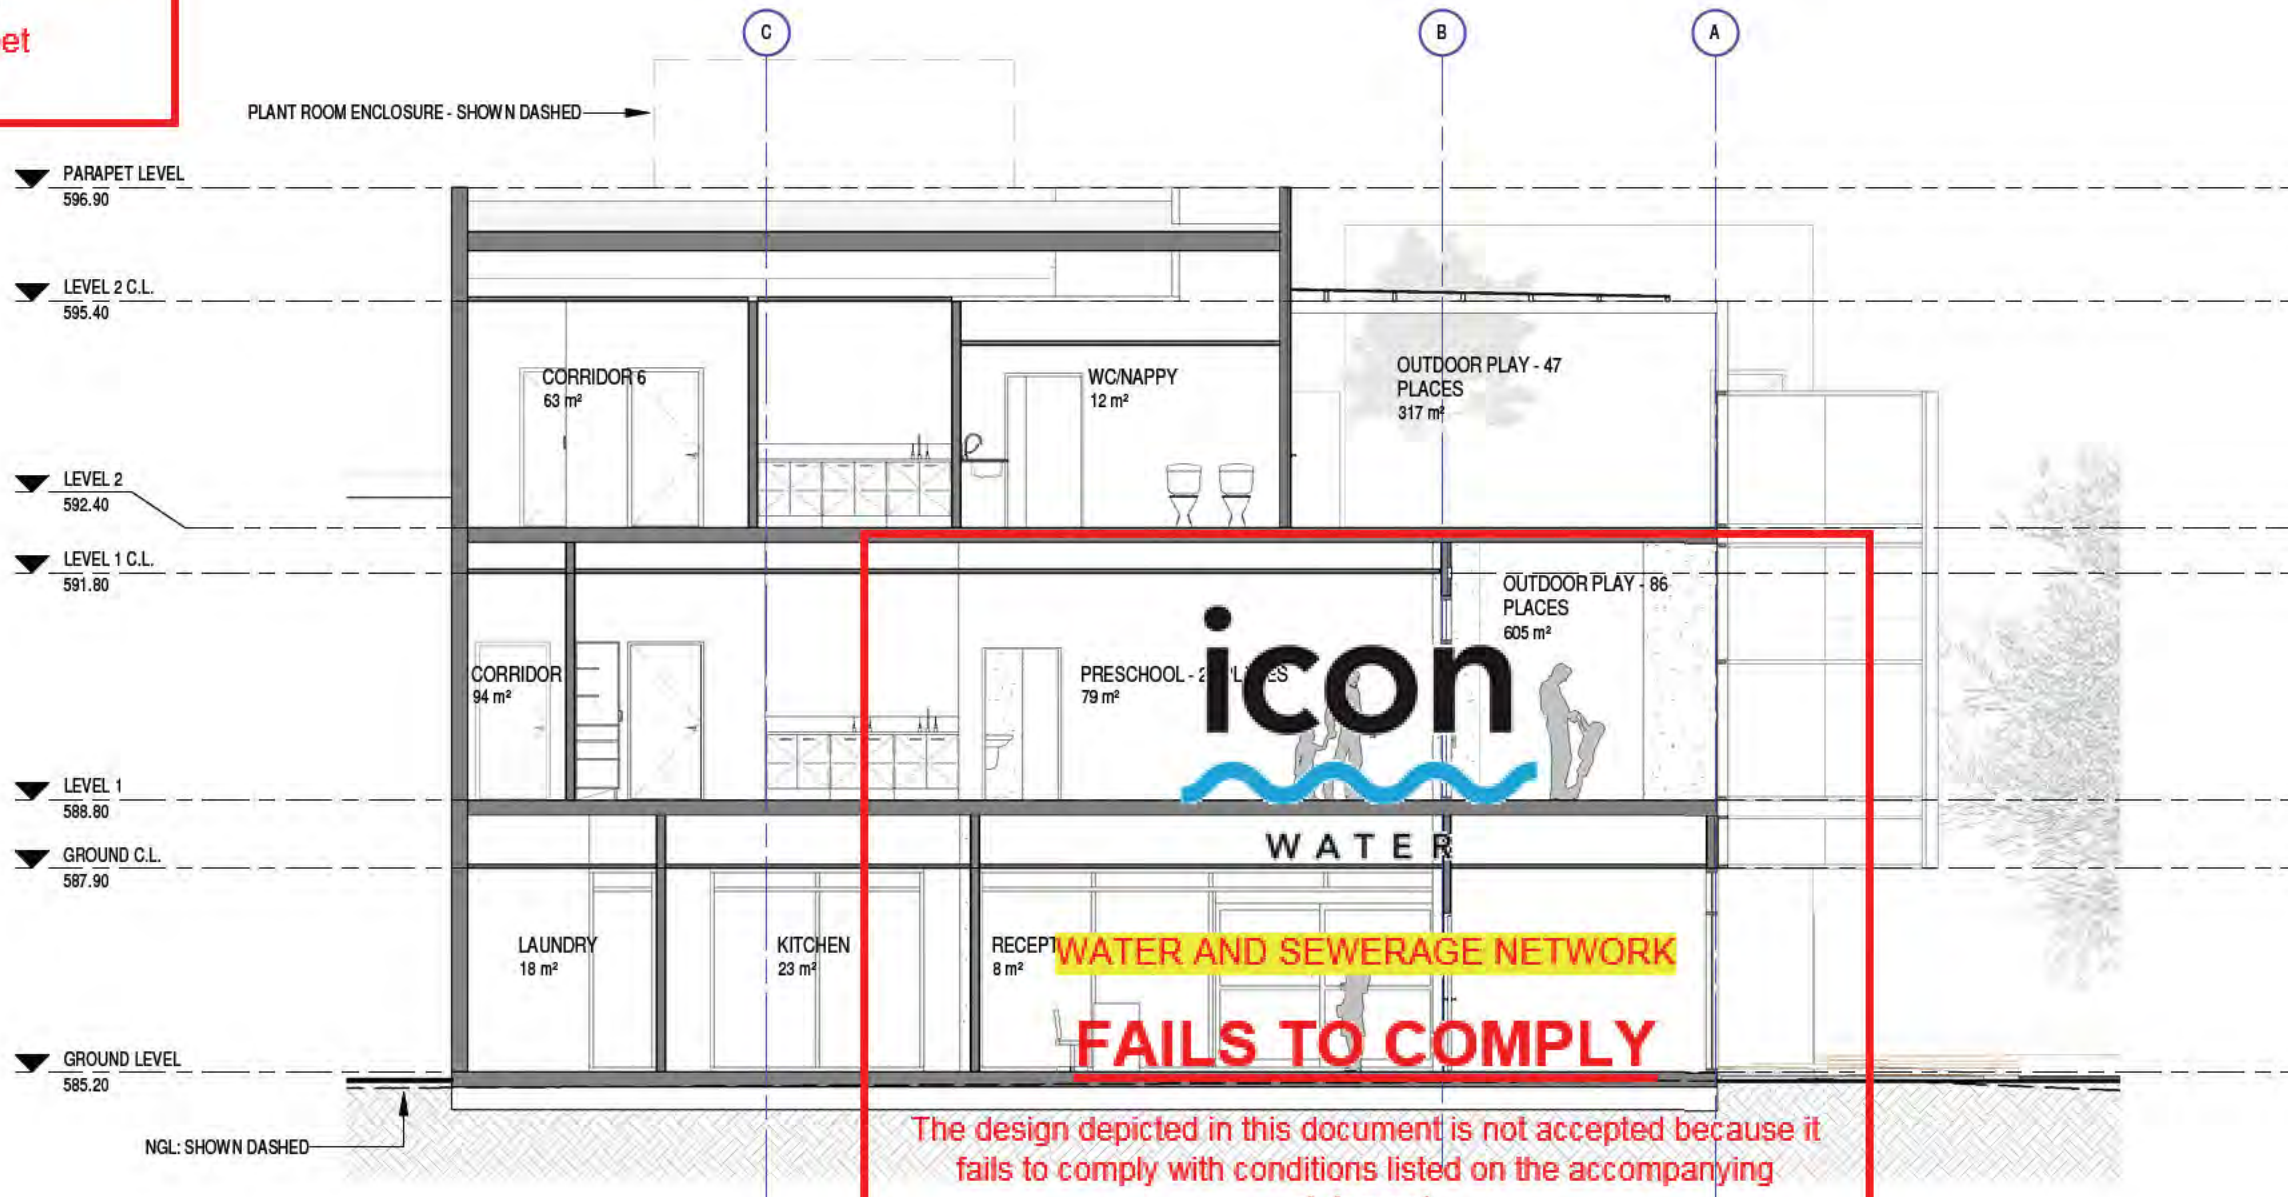 et
C
B
A
PLANT ROOM ENCLOSURE - SHOWN DASHED
PARAPET LEVEL
596.90
LEVEL 2 C.L.
595.40
CORRIDOR 6
63 m²
WC/NAPPY
12 m²
OUTDOOR PLAY - 47
PLACES
317 m²
LEVEL 2
592.40
LEVEL 1 C.L.
591.80
OUTDOOR PLAY - 86
PLACES
605 m²
CORRIDOR
94 m²
PRESCHOOL - 2
79 m²
icon
WATER
LEVEL 1
588.80
GROUND C.L.
587.90
LAUNDRY
18 m²
KITCHEN
23 m²
RECEPT
8 m²
WATER AND SEWERAGE NETWORK
FAILS TO COMPLY
GROUND LEVEL
585.20
NGL: SHOWN DASHED
The design depicted in this document is not accepted because it
fails to comply with conditions listed on the accompanying